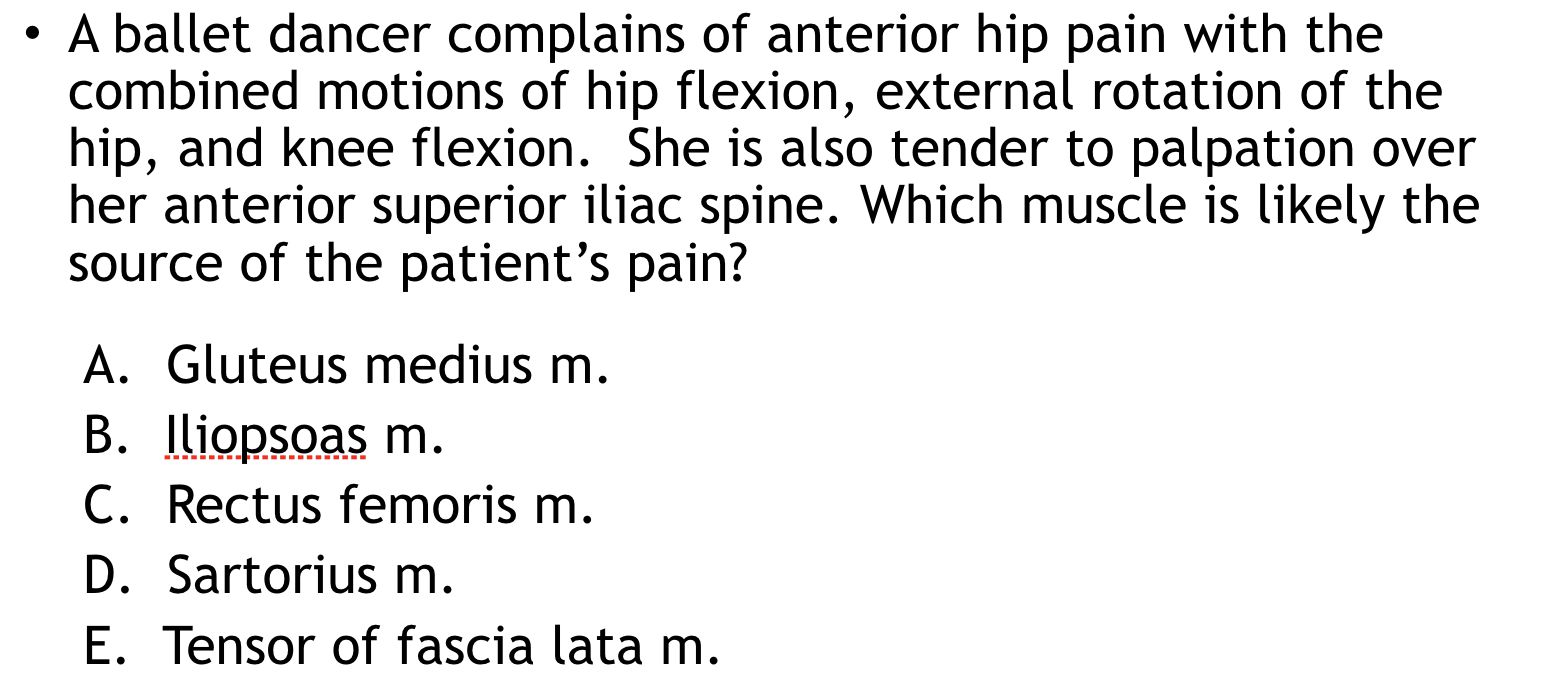 • A ballet dancer complains of anterior hip pain with the
combined motions of hip flexion, external rotation of the
hip, and knee flexion.  She is also tender to palpation over
her anterior superior iliac spine. Which muscle is likely the
source of the patient’s pain?
A. Gluteus medius m.
B. Iliopsoas m.
C. Rectus femoris m.
D. Sartorius m.
E. Tensor of fascia lata m.